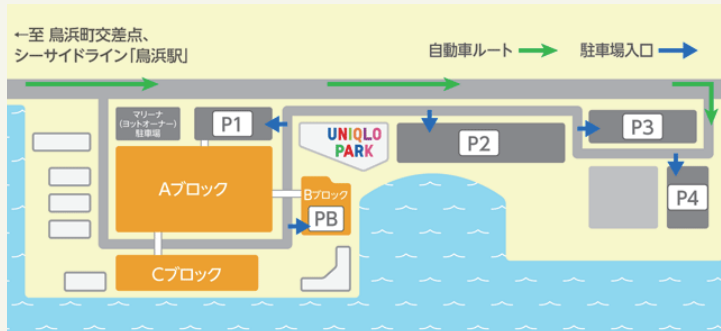 ←至 鳥浜町交差点、
シーサイドライン「鳥浜駅」
自動車ルート
駐車場入口
マリーナ
(ヨットオーナー)
駐車場
P1
UNIQLO
PARK
P2
P3
Aブロック
Bブロック
PB
P4
Cブロック